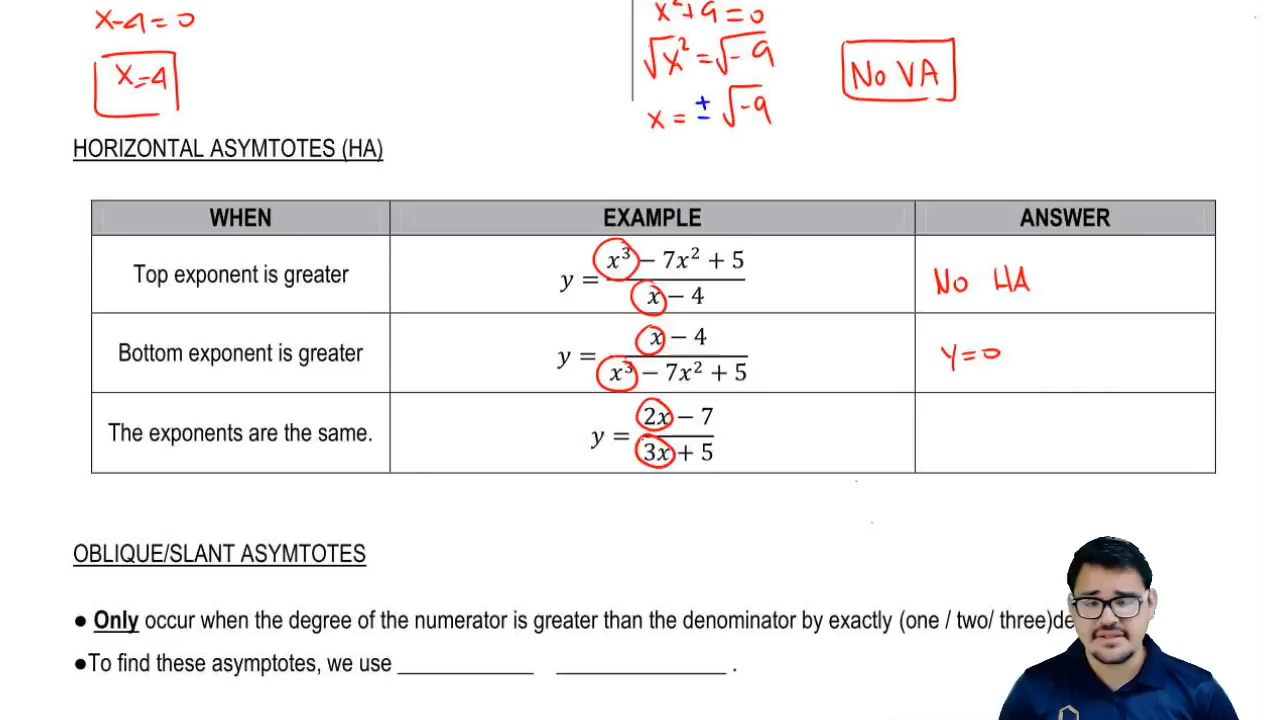 x-4=0
x=4
x²+9=0
√x² = √-9
x = ± √-9
No VA
HORIZONTAL ASYMTOTES (HA)
WHEN EXAMPLE ANSWER
Top exponent is greater y = (x³ − 7x² + 5)/(x − 4) No HA
Bottom exponent is greater y = (x − 4)/(x³ − 7x² + 5) y=0
The exponents are the same. y = (2x − 7)/(3x + 5)
OBLIQUE/SLANT ASYMTOTES
● Only occur when the degree of the numerator is greater than the denominator by exactly (one / two/ three)de
●To find these asymptotes, we use ____________ _______________ .